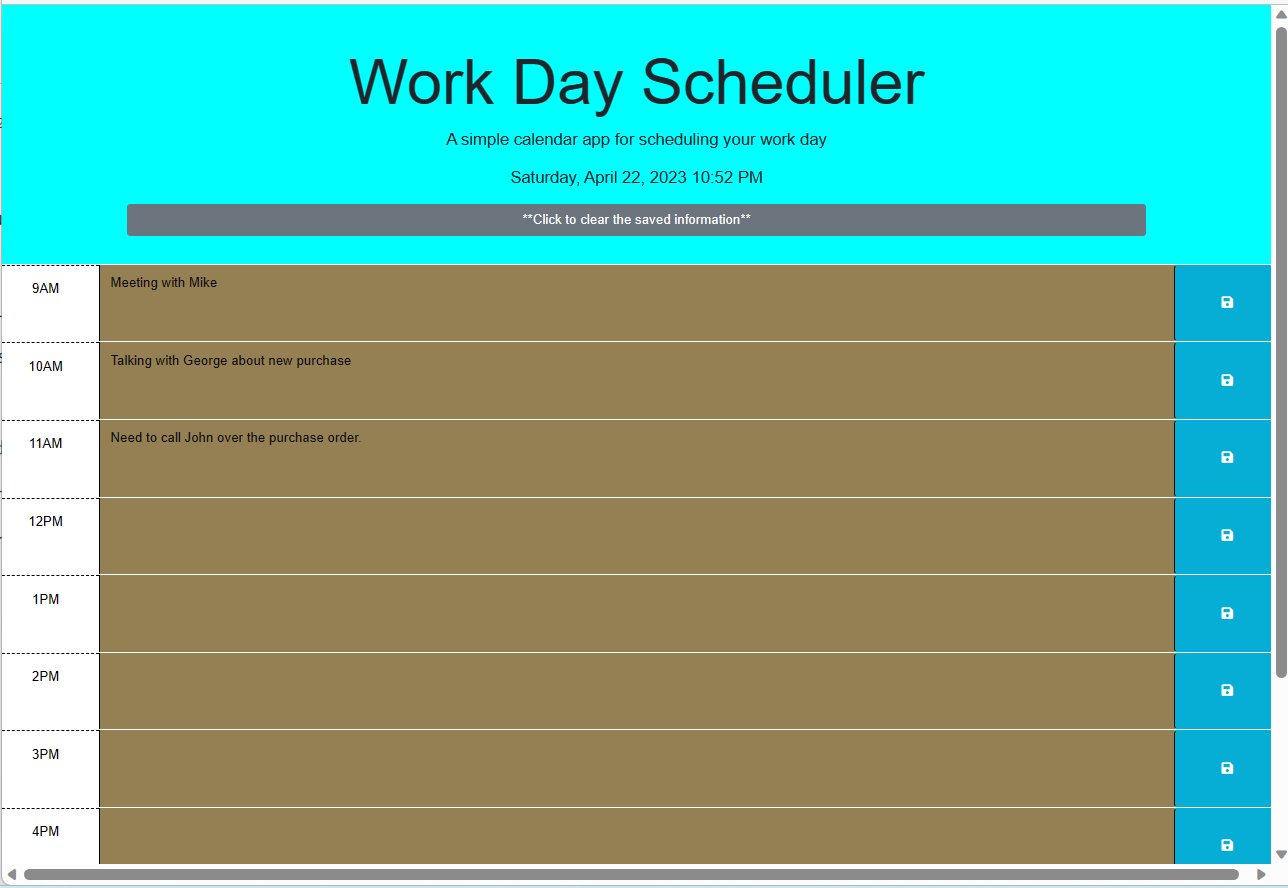 Work Day Scheduler
A simple calendar app for scheduling your work day
Saturday, April 22, 2023 10:52 PM
**Click to clear the saved information**
9AM Meeting with Mike
10AM Talking with George about new purchase
11AM Need to call John over the purchase order.
12PM
1PM
2PM
3PM
4PM